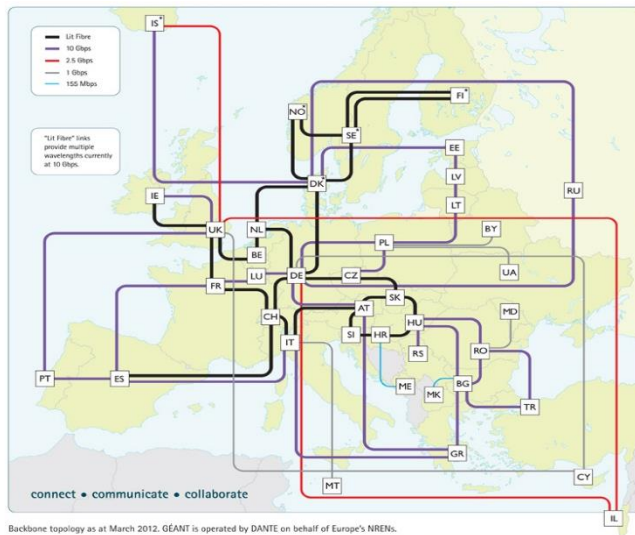 IS*
Lit Fibre
10 Gbps
2.5 Gbps
1 Gbps
155 Mbps
"Lit Fibre" links
provide multiple
wavelengths currently
at 10 Gbps.
FI*
NO*
SE*
EE
LV
DK*
RU
IE
LT
UK
NL
BY
PL
BE
UA
LU
DE
CZ
FR
SK
AT
MD
CH
HU
SI
HR
IT
RS
RO
PT
ES
ME
MK
BG
TR
GR
CY
MT
connect • communicate • collaborate
IL
Backbone topology as at March 2012. GÉANT is operated by DANTE on behalf of Europe's NRENs.